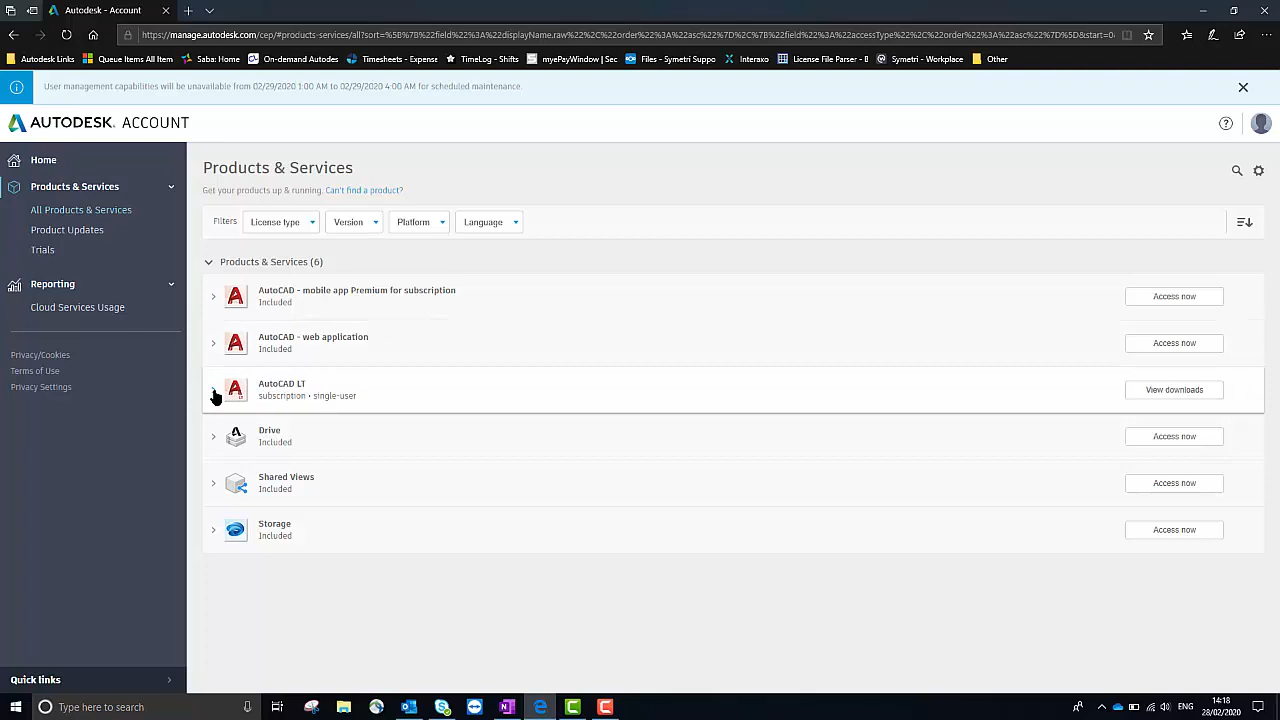 Autodesk - Account
https://manage.autodesk.com/cep/#products-services/all?sort=%5B%7B%22field%22%3A%22displayName.raw%22%2C%22order%22%3A%22asc%22%7D%2C%7B%22field%22%3A%22accessType%22%2C%22order%22%3A%22asc%22%7D%5D&start=0
Autodesk Logins
Queue Items All Item
Saba: Home
On-demand Autodes
Timesheets - Expense
TimeLog - Shifts
myePayWindow | Sec
Files - Symetri Suppo
Interaxo
License File Parser - (
Symetri - Workplace
Other
User management capabilities will be unavailable from 02/29/2020 1:00 AM to 02/29/2020 4:00 AM for scheduled maintenance.
AUTODESK. ACCOUNT
Home
Products & Services
All Products & Services
Product Updates
Trials
Reporting
Cloud Services Usage
Privacy/Cookies
Terms of Use
Privacy Settings
Quick links
Products & Services
Get your products up & running. Can't find a product?
Filters
License type
Version
Platform
Language
Products & Services (6)
AutoCAD - mobile app Premium for subscription
Included
Access now
AutoCAD - web application
Included
Access now
AutoCAD LT
subscription • single-user
View downloads
Drive
Included
Access now
Shared Views
Included
Access now
Storage
Included
Access now
Type here to search
ENG
14:18
28/02/2020